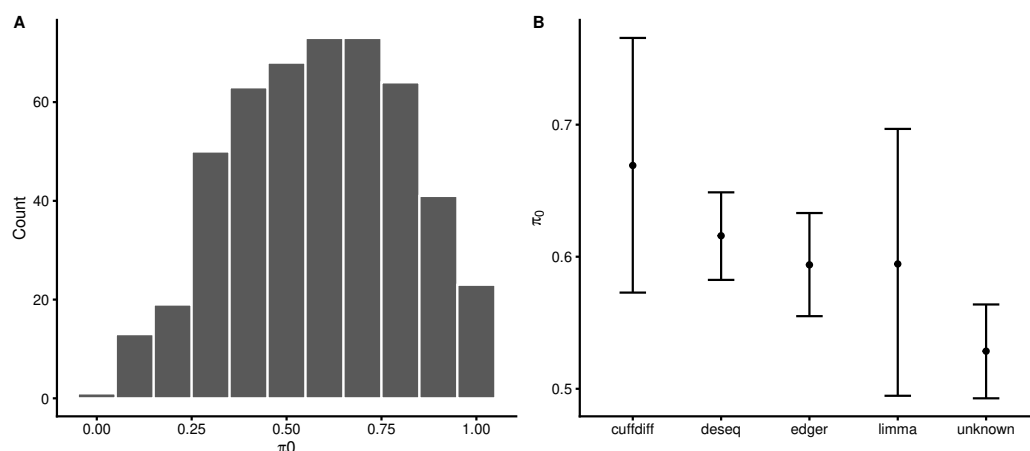 A
Count
60
40
20
0
0.00 0.25 0.50 0.75 1.00
π0
B
π₀
0.7
0.6
0.5
cuffdiff deseq edger limma unknown